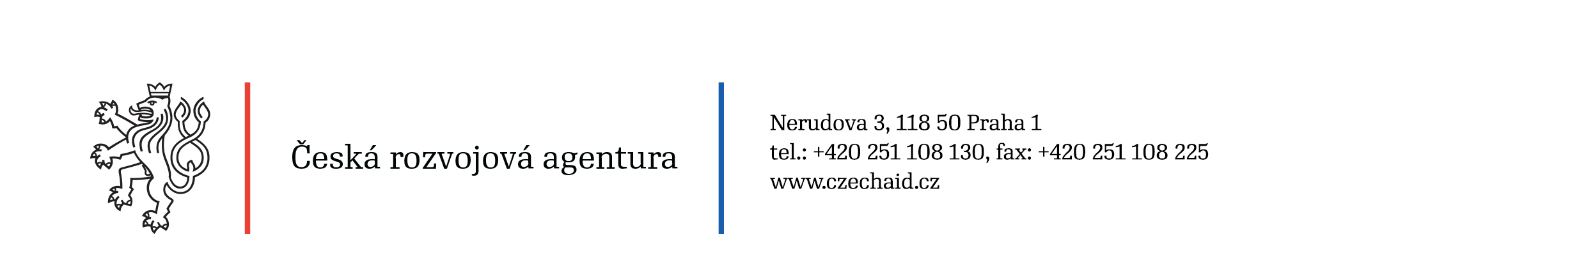 Česká rozvojová agentura
Nerudova 3, 118 50 Praha 1
tel.: +420 251 108 130, fax: +420 251 108 225
www.czechaid.cz